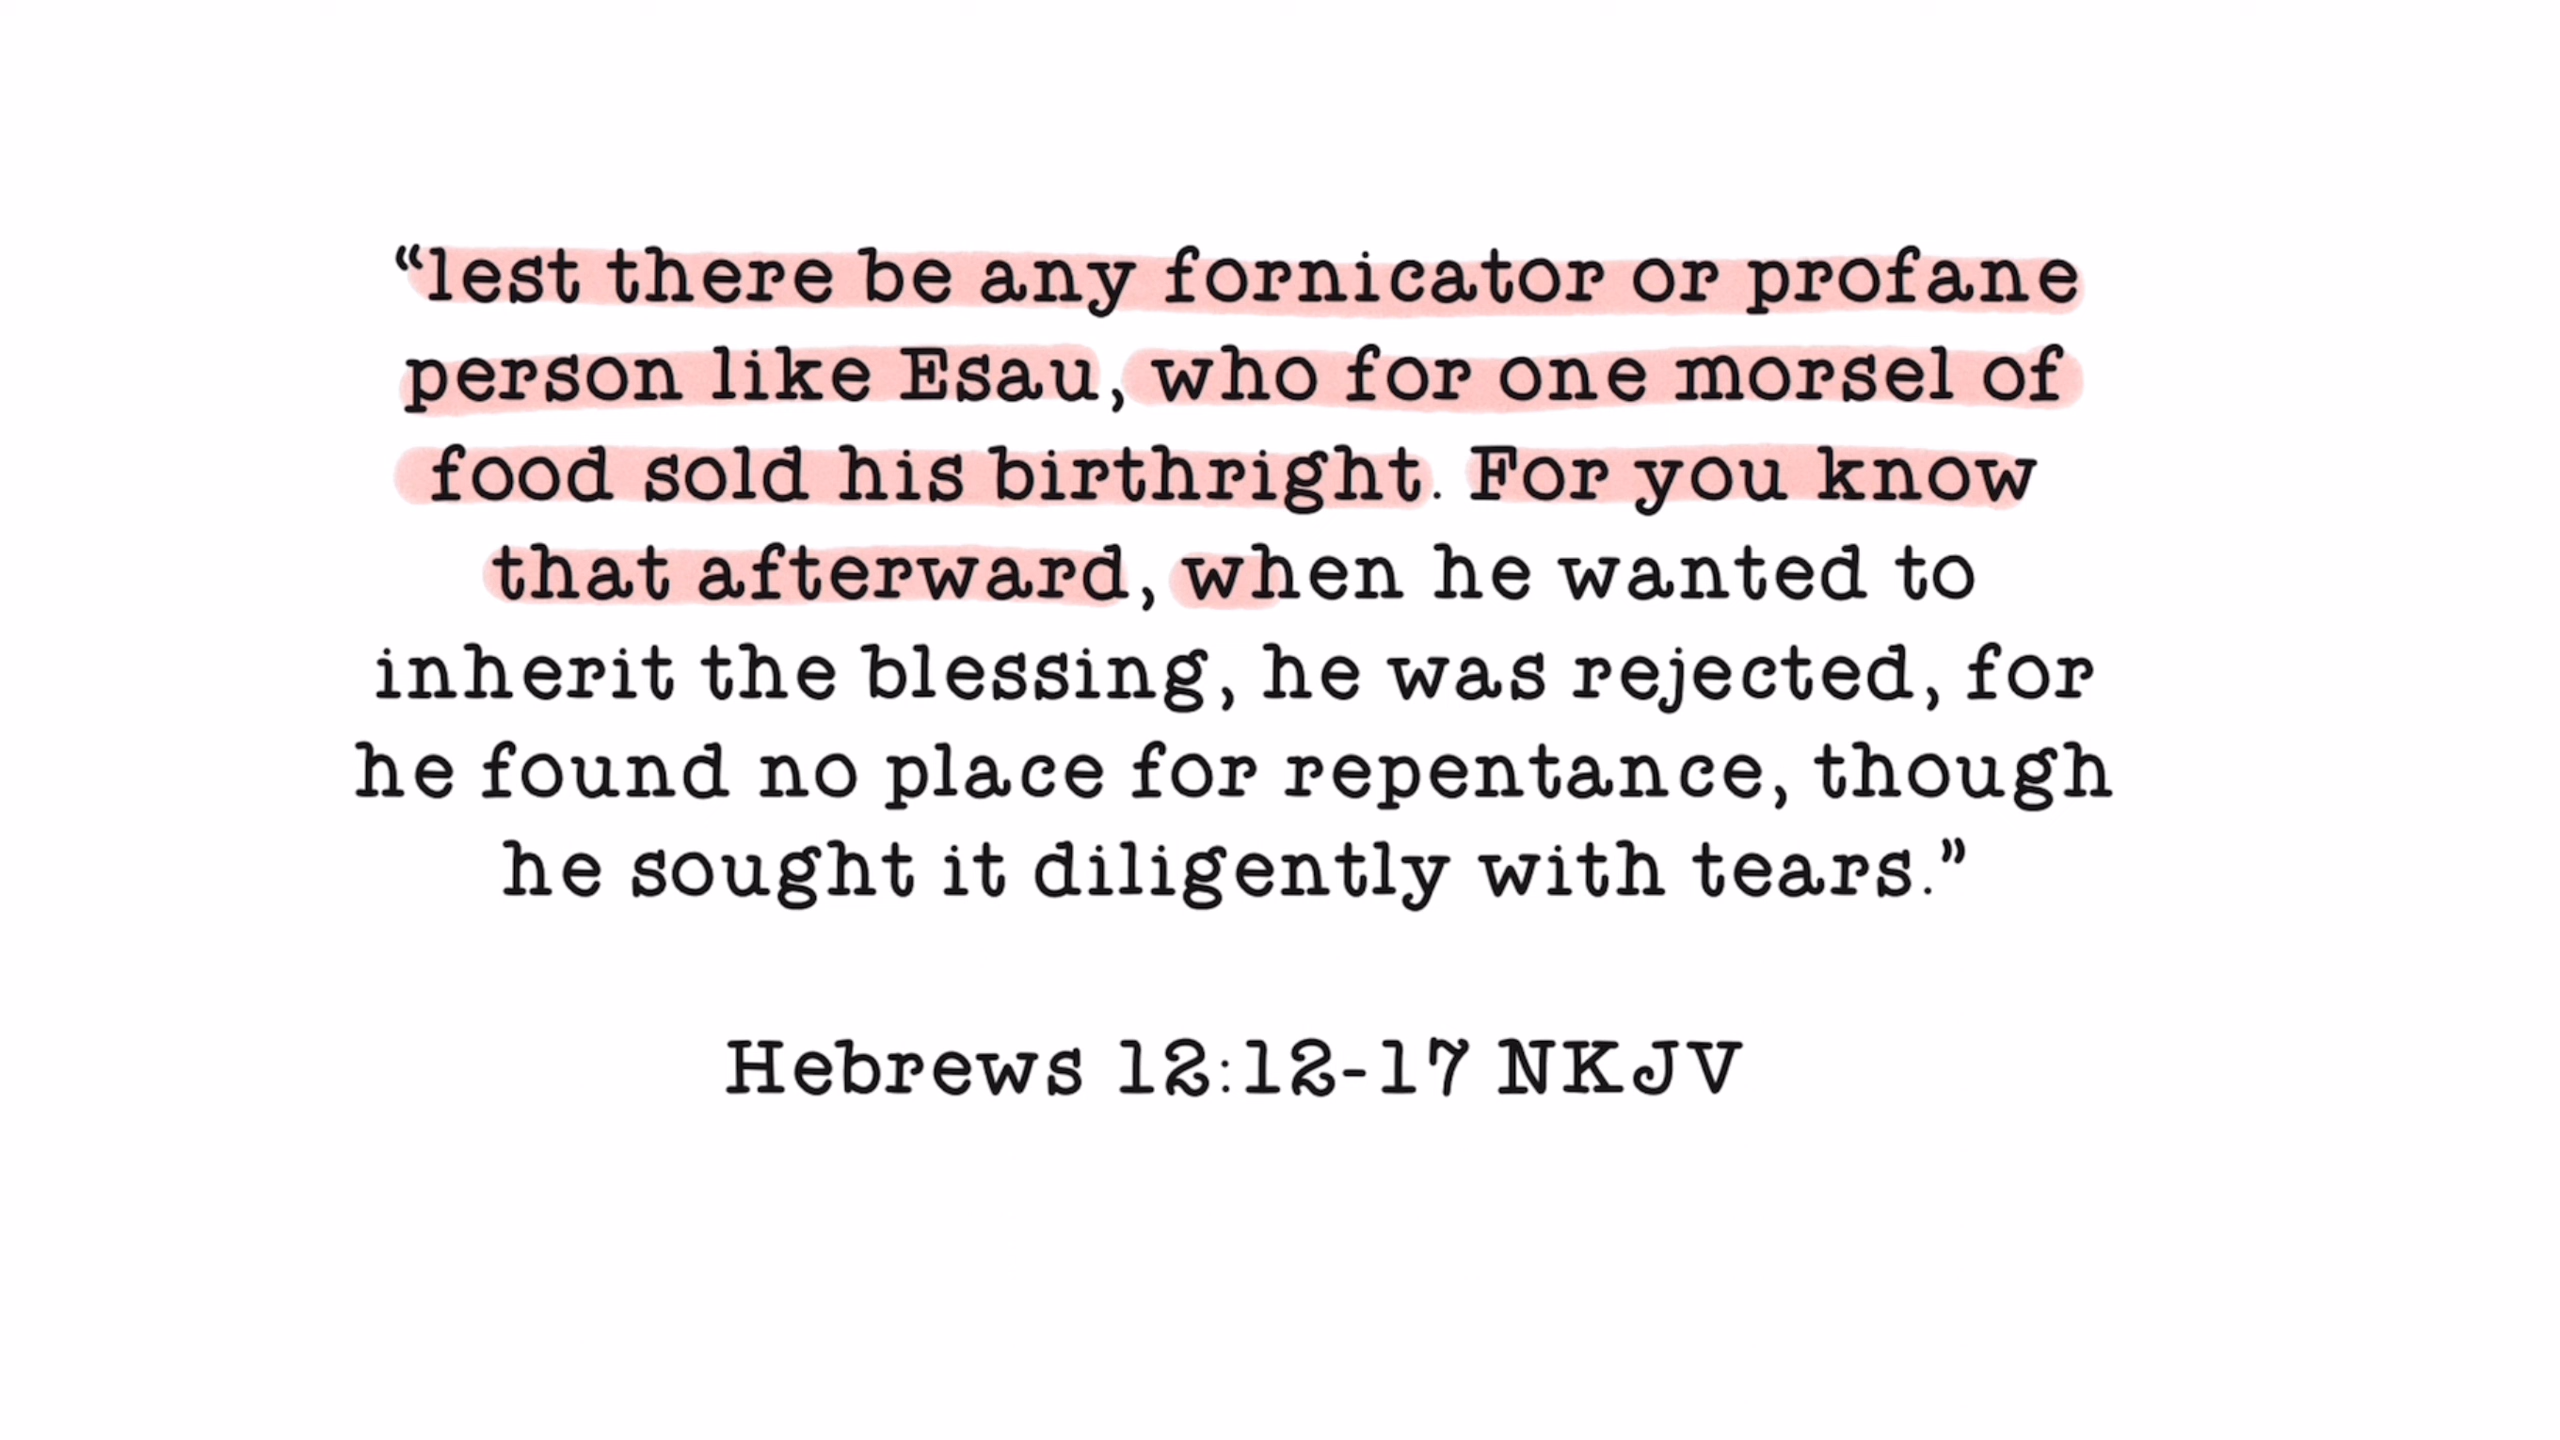 “lest there be any fornicator or profane
person like Esau, who for one morsel of
food sold his birthright. For you know
that afterward, when he wanted to
inherit the blessing, he was rejected, for
he found no place for repentance, though
he sought it diligently with tears.”
Hebrews 12:12-17 NKJV